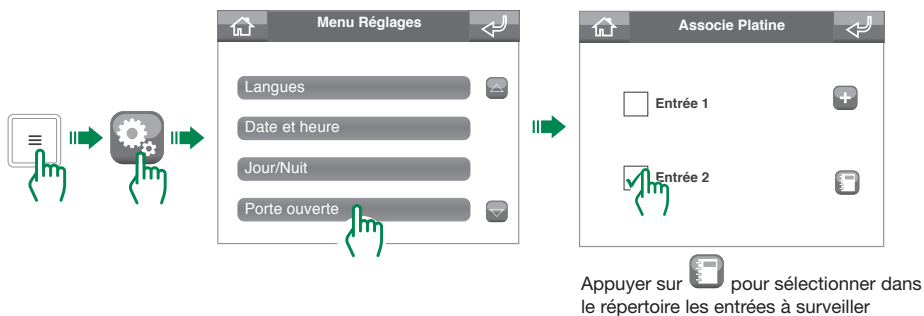 Menu Réglages
Langues
Date et heure
Jour/Nuit
Porte ouverte
Associe Platine
Entrée 1
Entrée 2
Appuyer sur pour sélectionner dans
le répertoire les entrées à surveiller